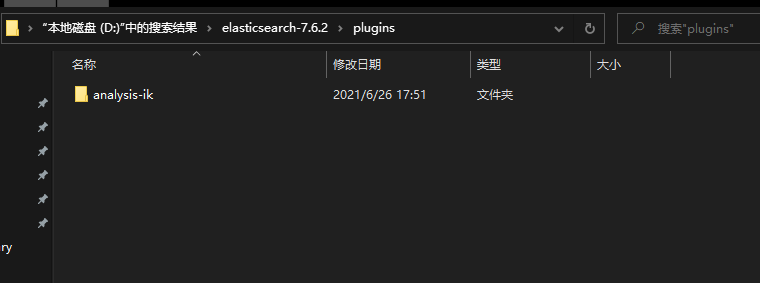 “本地磁盘 (D:)”中的搜索结果 › elasticsearch-7.6.2 › plugins 搜索"plugins"
名称 修改日期 类型 大小
analysis-ik 2021/6/26 17:51 文件夹
ry